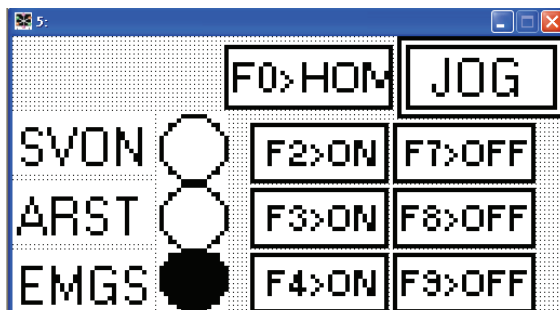 5:
F0>HOM JOG
SVON F2>ON F7>OFF
ARST F3>ON F8>OFF
EMGS F4>ON F9>OFF